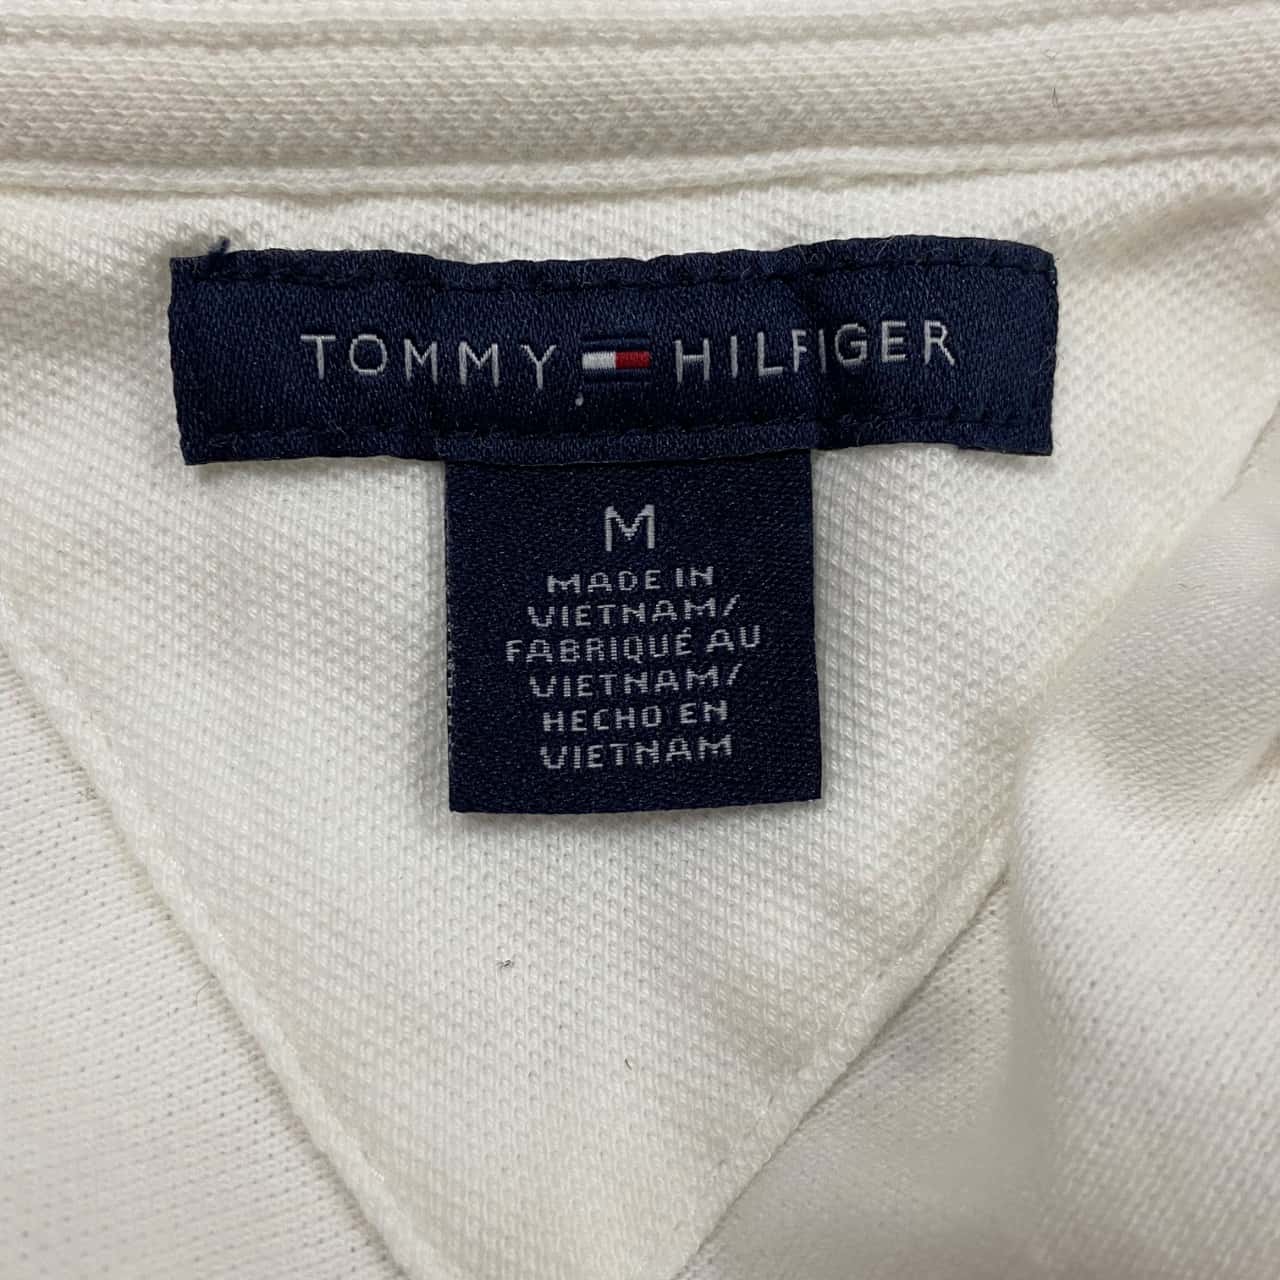 TOMMY HILFIGER
M
MADE IN
VIETNAM/
FABRIQUÉ AU
VIETNAM/
HECHO EN
VIETNAM